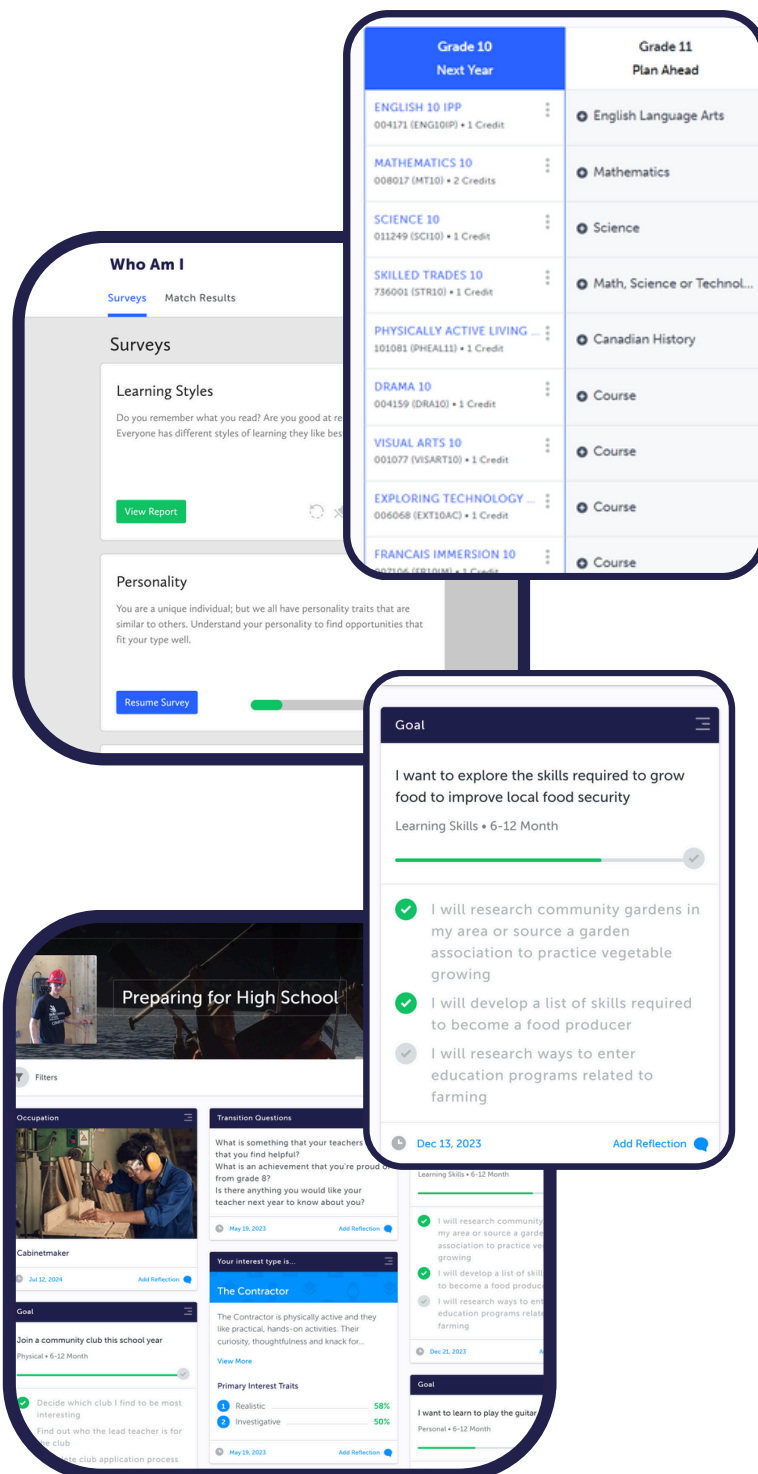 Grade 10
Next Year
Grade 11
Plan Ahead
ENGLISH 10 IPP
004171 (ENG10IP) • 1 Credit
English Language Arts
MATHEMATICS 10
008017 (MT10) • 2 Credits
Mathematics
SCIENCE 10
011249 (SCI10) • 1 Credit
Science
SKILLED TRADES 10
736001 (STR10) • 1 Credit
Math, Science or Technol...
PHYSICALLY ACTIVE LIVING ...
101081 (PHEAL11) • 1 Credit
Canadian History
DRAMA 10
004159 (DRA10) • 1 Credit
Course
VISUAL ARTS 10
001077 (VISART10) • 1 Credit
Course
EXPLORING TECHNOLOGY ...
006068 (EXT10AC) • 1 Credit
Course
FRANCAIS IMMERSION 10
007106 (FR10IM) • 1 Credit
Course
Who Am I
Surveys Match Results
Surveys
Learning Styles
Do you remember what you read? Are you good at re
Everyone has different styles of learning they like bes
View Report
Personality
You are a unique individual; but we all have personality traits that are
similar to others. Understand your personality to find opportunities that
fit your type well.
Resume Survey
Goal
I want to explore the skills required to grow
food to improve local food security
Learning Skills • 6-12 Month
I will research community gardens in
my area or source a garden
association to practice vegetable
growing
I will develop a list of skills required
to become a food producer
I will research ways to enter
education programs related to
farming
Dec 13, 2023 Add Reflection
Preparing for High School
Filters
Occupation
Cabinetmaker
Jul 12, 2024 Add Reflection
Goal
Join a community club this school year
Physical • 6-12 Month
Decide which club I find to be most
interesting
Find out who the lead teacher is for
the club
club application process
Transition Questions
What is something that your teachers
that you find helpful?
What is an achievement that you're proud of
from grade 8?
Is there anything you would like your
teacher next year to know about you?
May 19, 2023 Add Reflection
Your interest type is...
The Contractor
The Contractor is physically active and they
like practical, hands-on activities. Their
curiosity, thoughtfulness and knack for...
View More
Primary Interest Traits
1 Realistic 58%
2 Investigative 50%
May 19, 2023 Add Reflection
Learning Skills • 6-12 Month
I will research community
my area or source a garde
association to practice ve
growing
I will develop a list of skil
to become a food produc
I will research ways to ent
education programs relate
farming
Dec 21, 2023 A
Goal
I want to learn to play the guitar
Personal • 6-12 Month